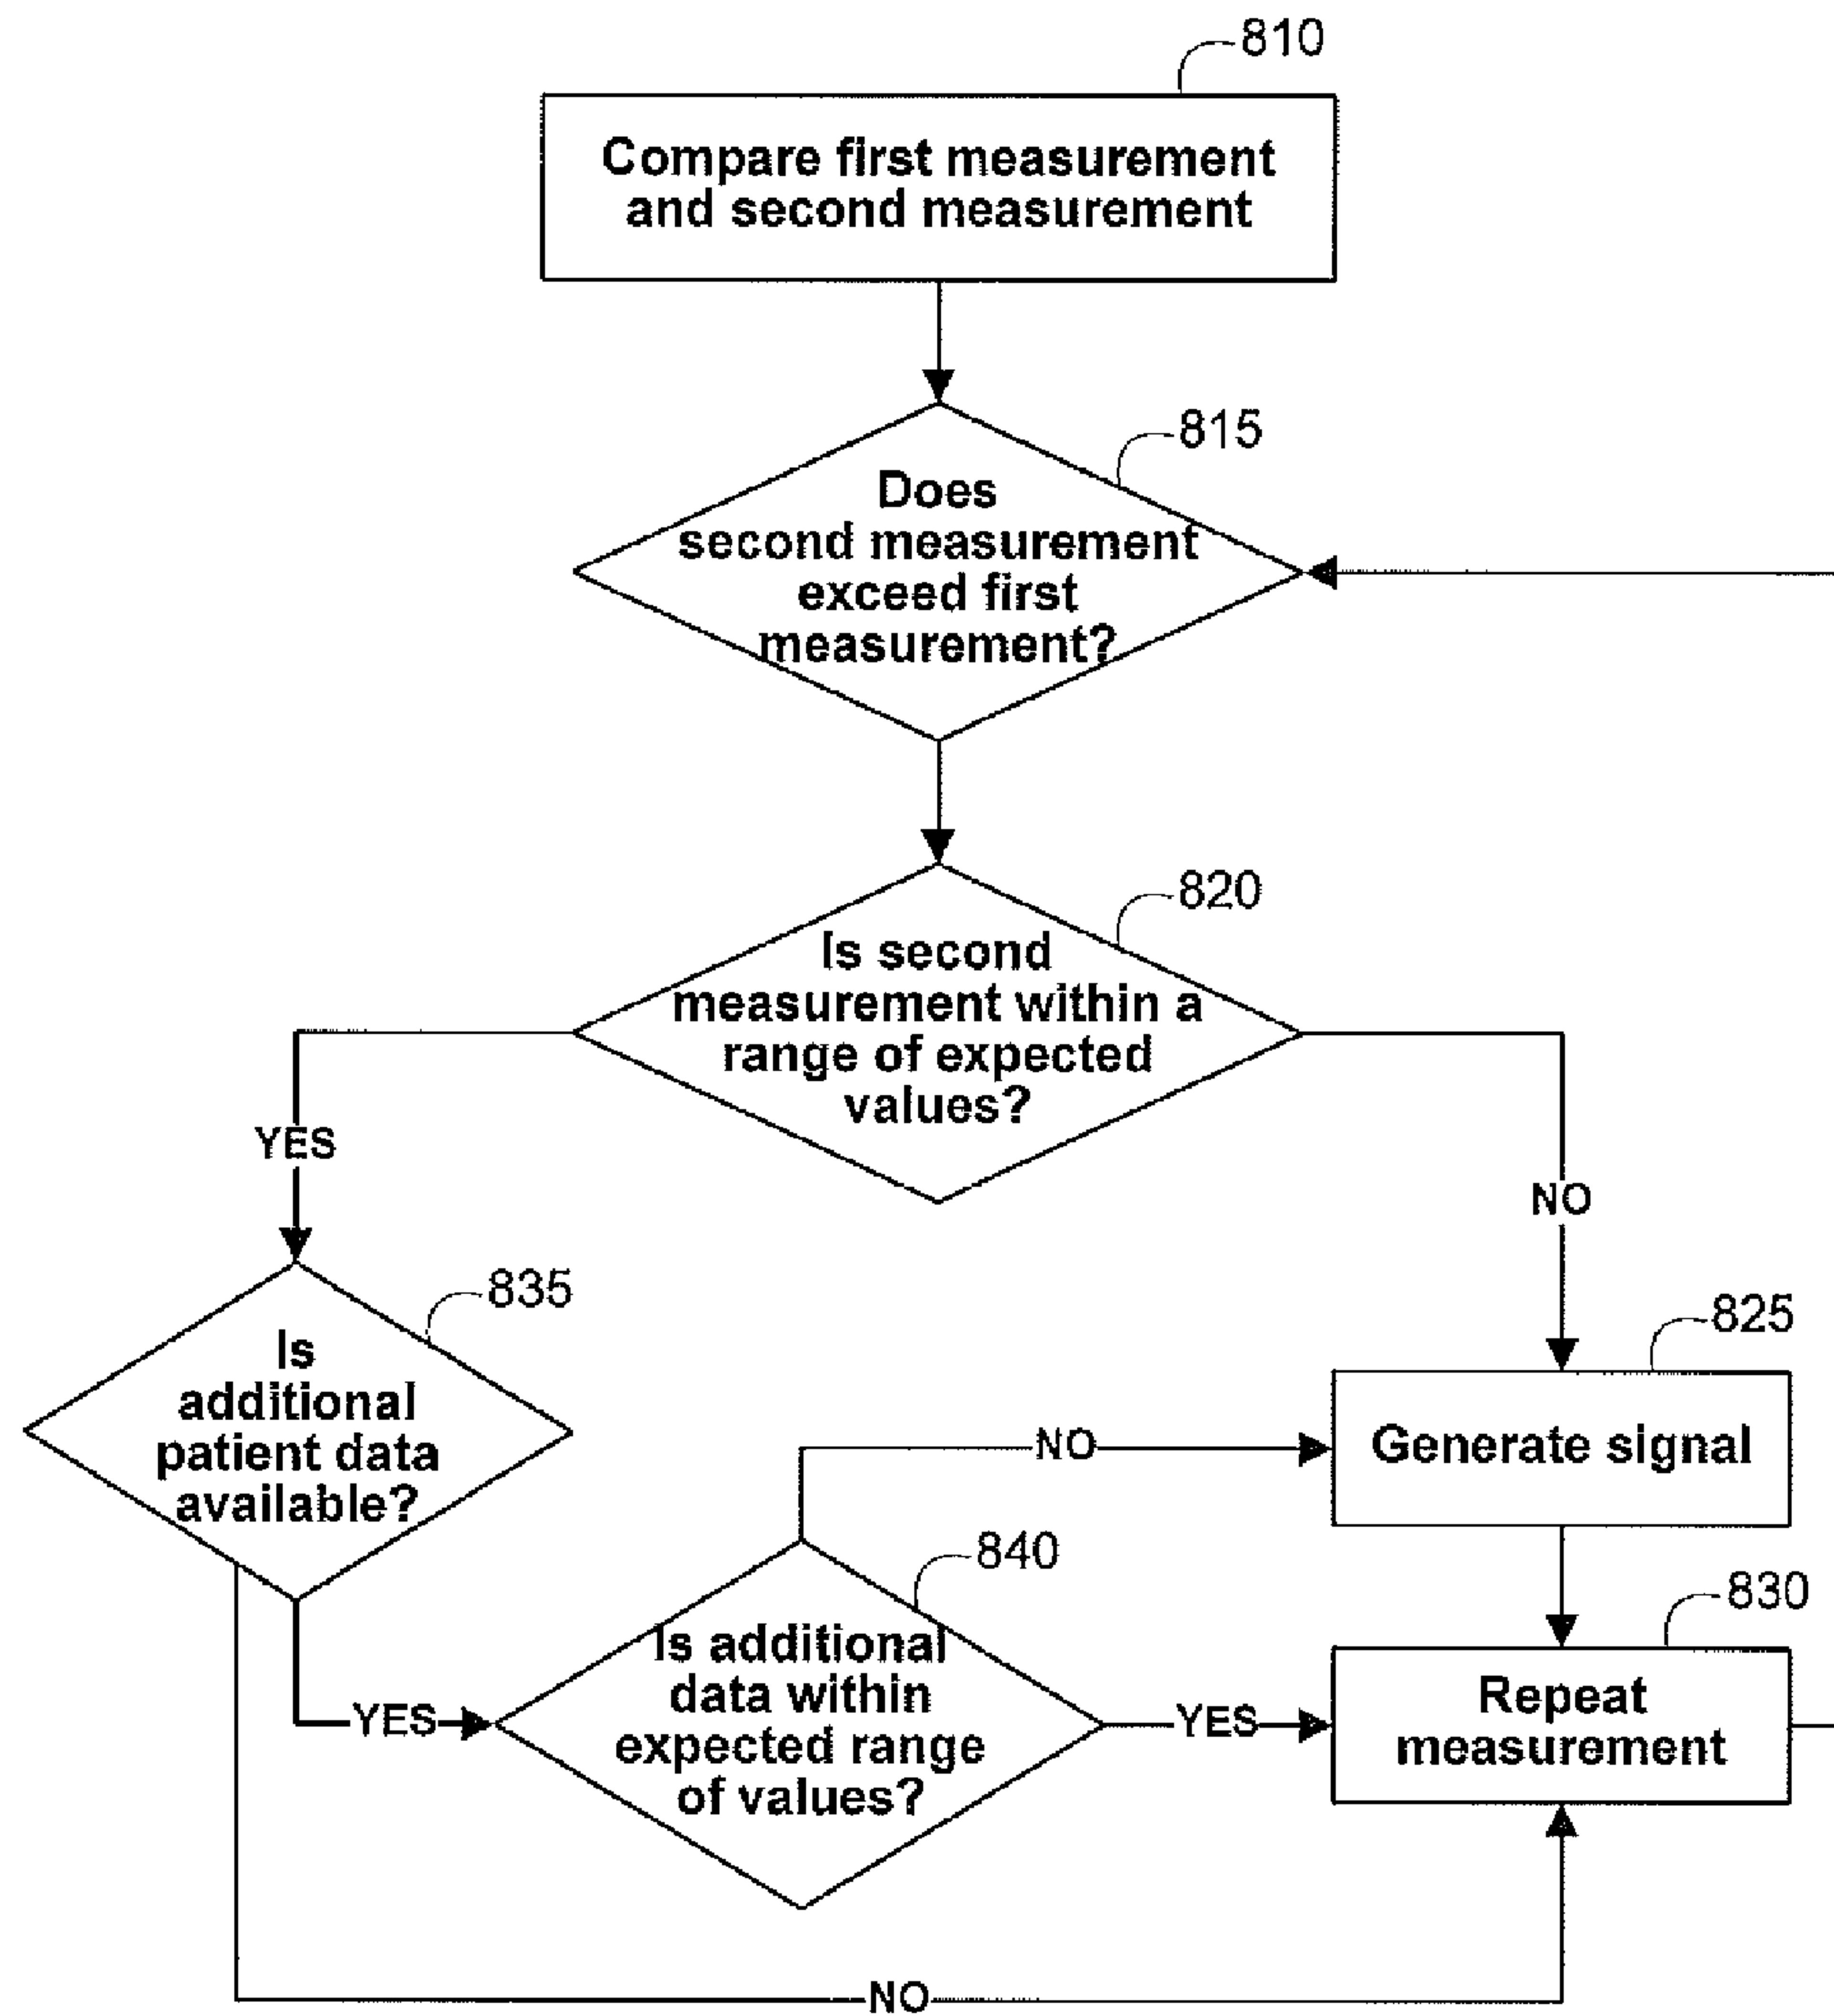 810
Compare first measurement
and second measurement
815
Does
second measurement
exceed first
measurement?
820
Is second
measurement within a
range of expected
values?
YES
NO
835
Is
additional
patient data
available?
825
Generate signal
NO
840
Is additional
data within
expected range
of values?
YES
YES
830
Repeat
measurement
NO